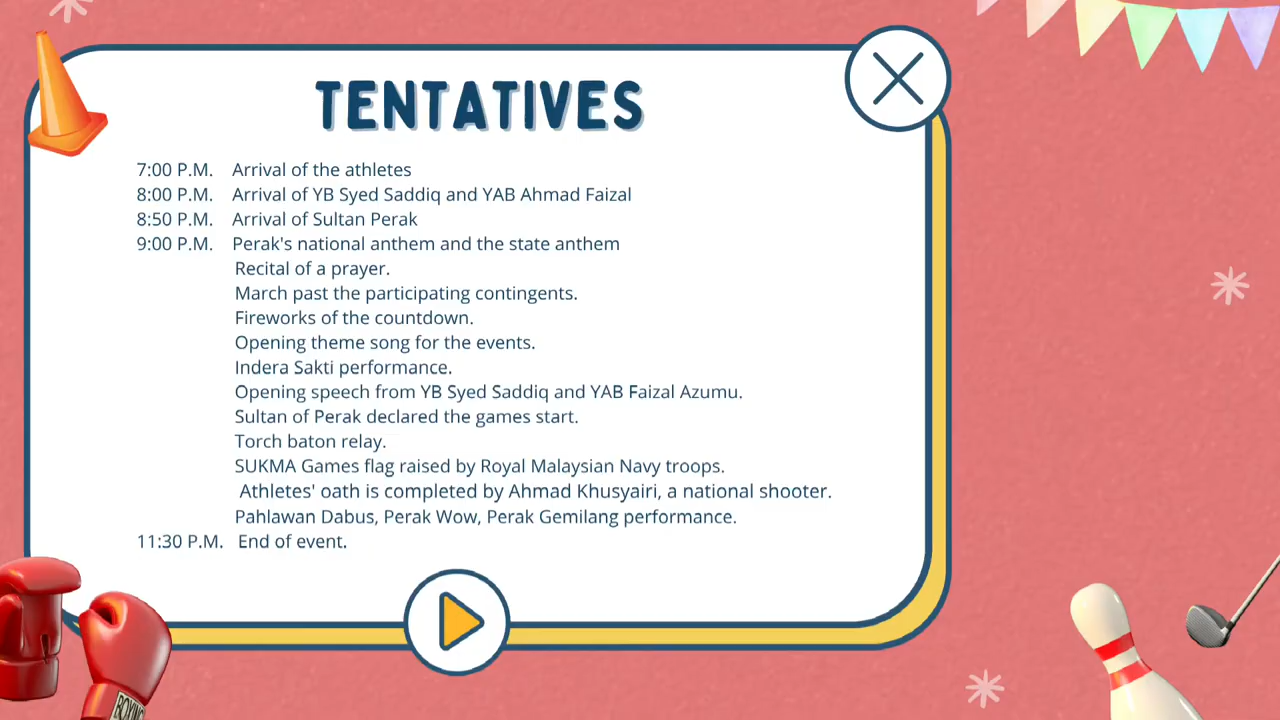 TENTATIVES
7:00 P.M. Arrival of the athletes
8:00 P.M. Arrival of YB Syed Saddiq and YAB Ahmad Faizal
8:50 P.M. Arrival of Sultan Perak
9:00 P.M. Perak's national anthem and the state anthem
Recital of a prayer.
March past the participating contingents.
Fireworks of the countdown.
Opening theme song for the events.
Indera Sakti performance.
Opening speech from YB Syed Saddiq and YAB Faizal Azumu.
Sultan of Perak declared the games start.
Torch baton relay.
SUKMA Games flag raised by Royal Malaysian Navy troops.
Athletes' oath is completed by Ahmad Khusyairi, a national shooter.
Pahlawan Dabus, Perak Wow, Perak Gemilang performance.
11:30 P.M. End of event.